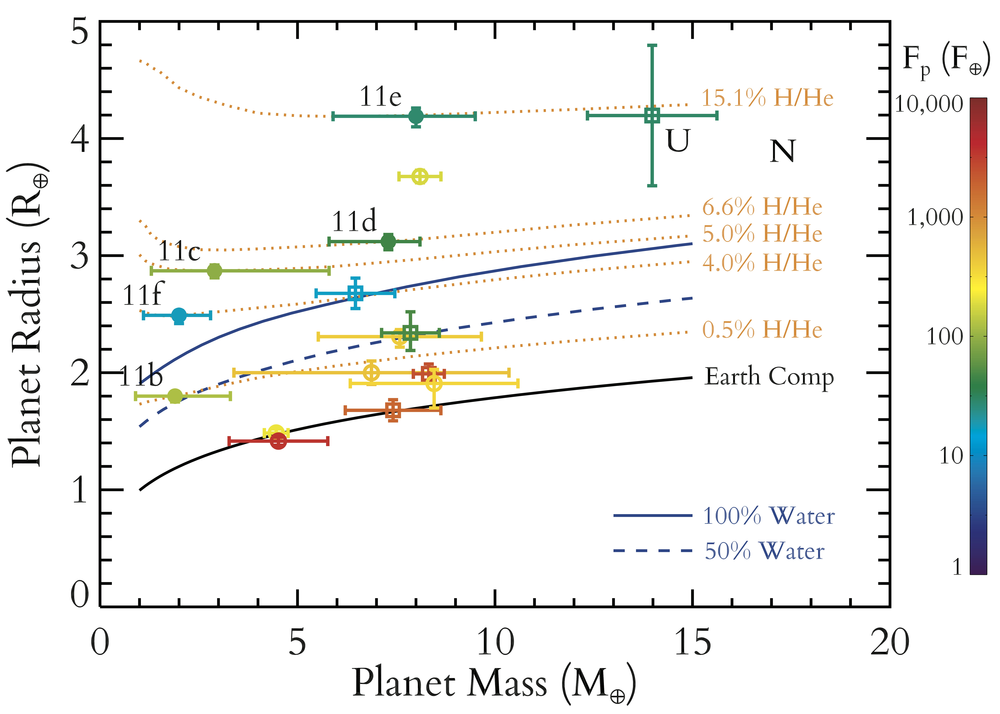 5
4
3
2
1
0
0 5 10 15 20
Planet Radius (R⊕)
Planet Mass (M⊕)
11e
11d
11c
11f
11b
U
N
15.1% H/He
6.6% H/He
5.0% H/He
4.0% H/He
0.5% H/He
Earth Comp
100% Water
50% Water
Fp (F⊕)
10,000
1,000
100
10
1